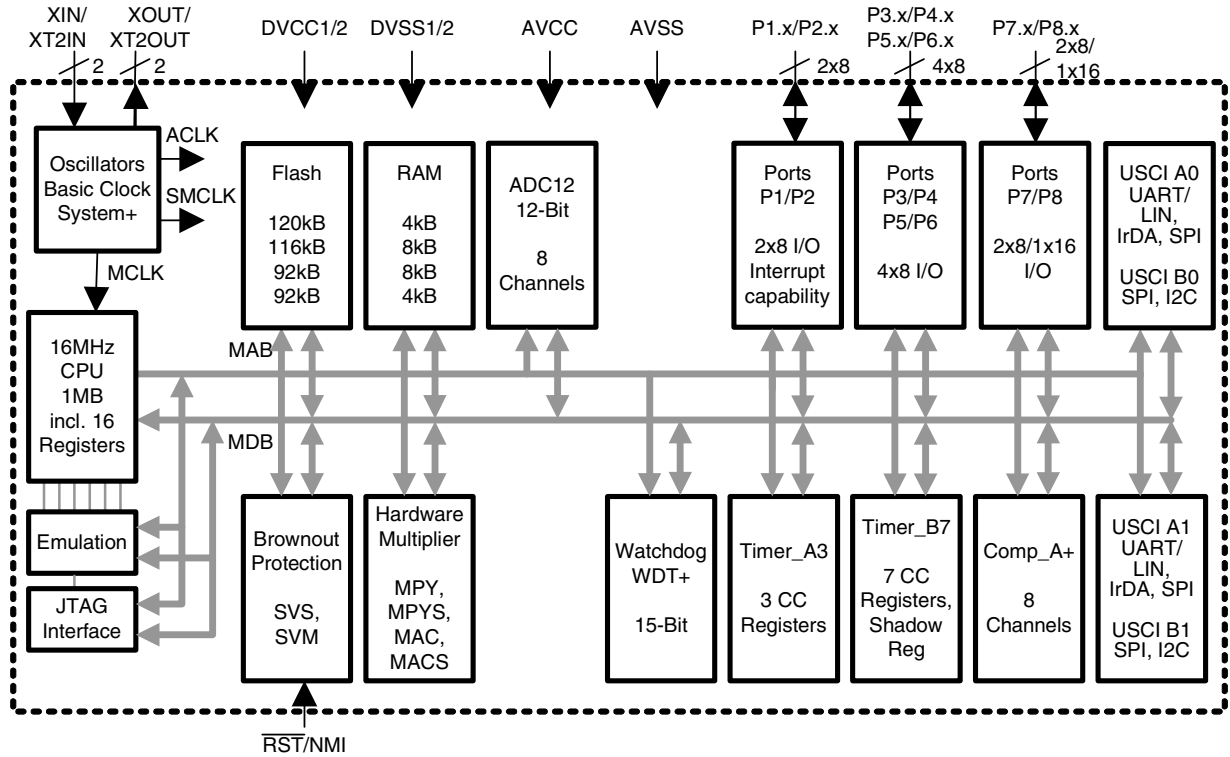 XIN/
XT2IN
XOUT/
XT2OUT
DVCC1/2
DVSS1/2
AVCC
AVSS
P1.x/P2.x
P3.x/P4.x
P5.x/P6.x
P7.x/P8.x
2
2
2x8
4x8
2x8/
1x16
Oscillators
Basic Clock
System+
ACLK
SMCLK
MCLK
Flash
120kB
116kB
92kB
92kB
RAM
4kB
8kB
8kB
4kB
ADC12
12-Bit
8
Channels
Ports
P1/P2
2x8 I/O
Interrupt
capability
Ports
P3/P4
P5/P6
4x8 I/O
Ports
P7/P8
2x8/1x16
I/O
USCI A0
UART/
LIN,
IrDA, SPI
USCI B0
SPI, I2C
16MHz
CPU
1MB
incl. 16
Registers
MAB
MDB
Emulation
JTAG
Interface
Brownout
Protection
SVS,
SVM
Hardware
Multiplier
MPY,
MPYS,
MAC,
MACS
Watchdog
WDT+
15-Bit
Timer_A3
3 CC
Registers
Timer_B7
7 CC
Registers,
Shadow
Reg
Comp_A+
8
Channels
USCI A1
UART/
LIN,
IrDA, SPI
USCI B1
SPI, I2C
RST/NMI